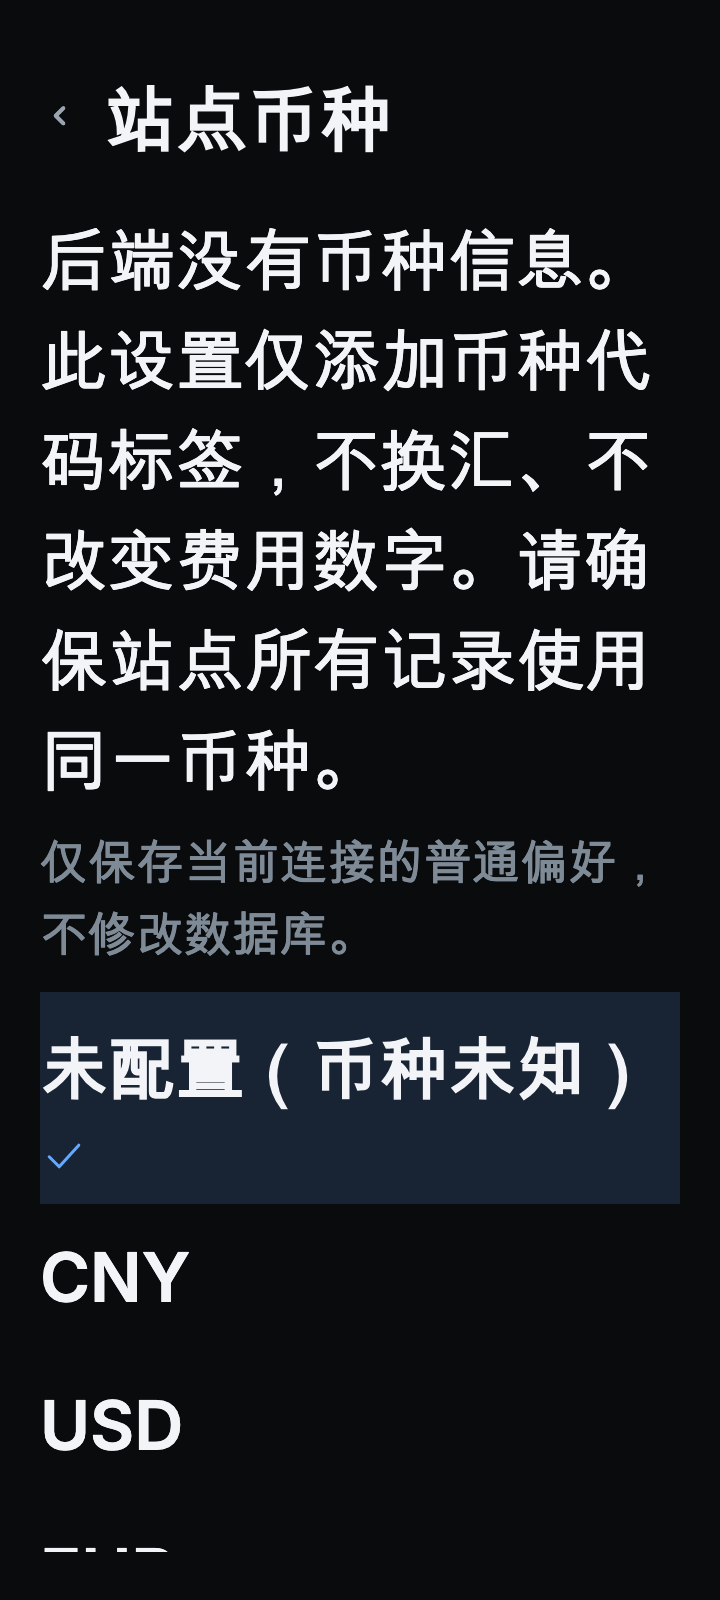 站点币种
后端没有币种信息。
此设置仅添加币种代
码标签，不换汇、不
改变费用数字。请确
保站点所有记录使用
同一币种。
仅保存当前连接的普通偏好，
不修改数据库。
未配置（币种未知）
CNY
USD